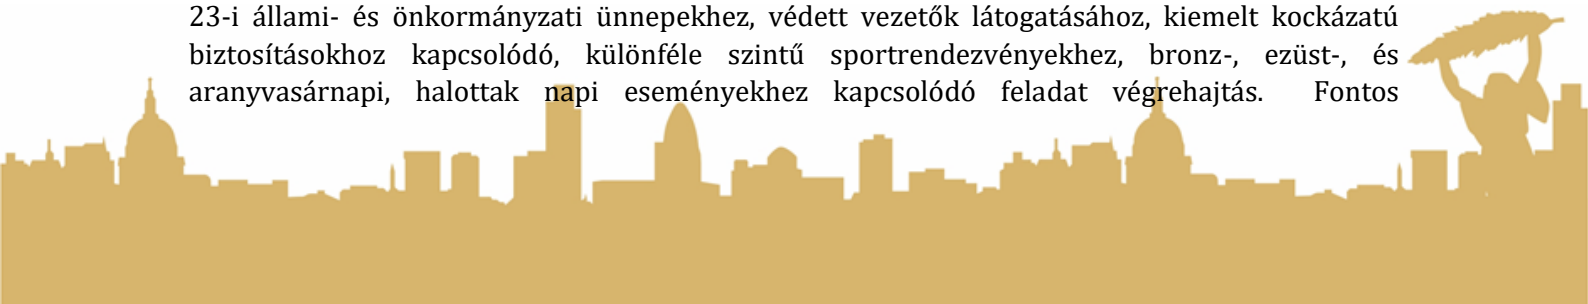 23-i állami- és önkormányzati ünnepekhez, védett vezetők látogatásához, kiemelt kockázatú
biztosításokhoz kapcsolódó, különféle szintű sportrendezvényekhez, bronz-, ezüst-, és
aranyvasárnapi, halottak napi eseményekhez kapcsolódó feladat végrehajtás. Fontos